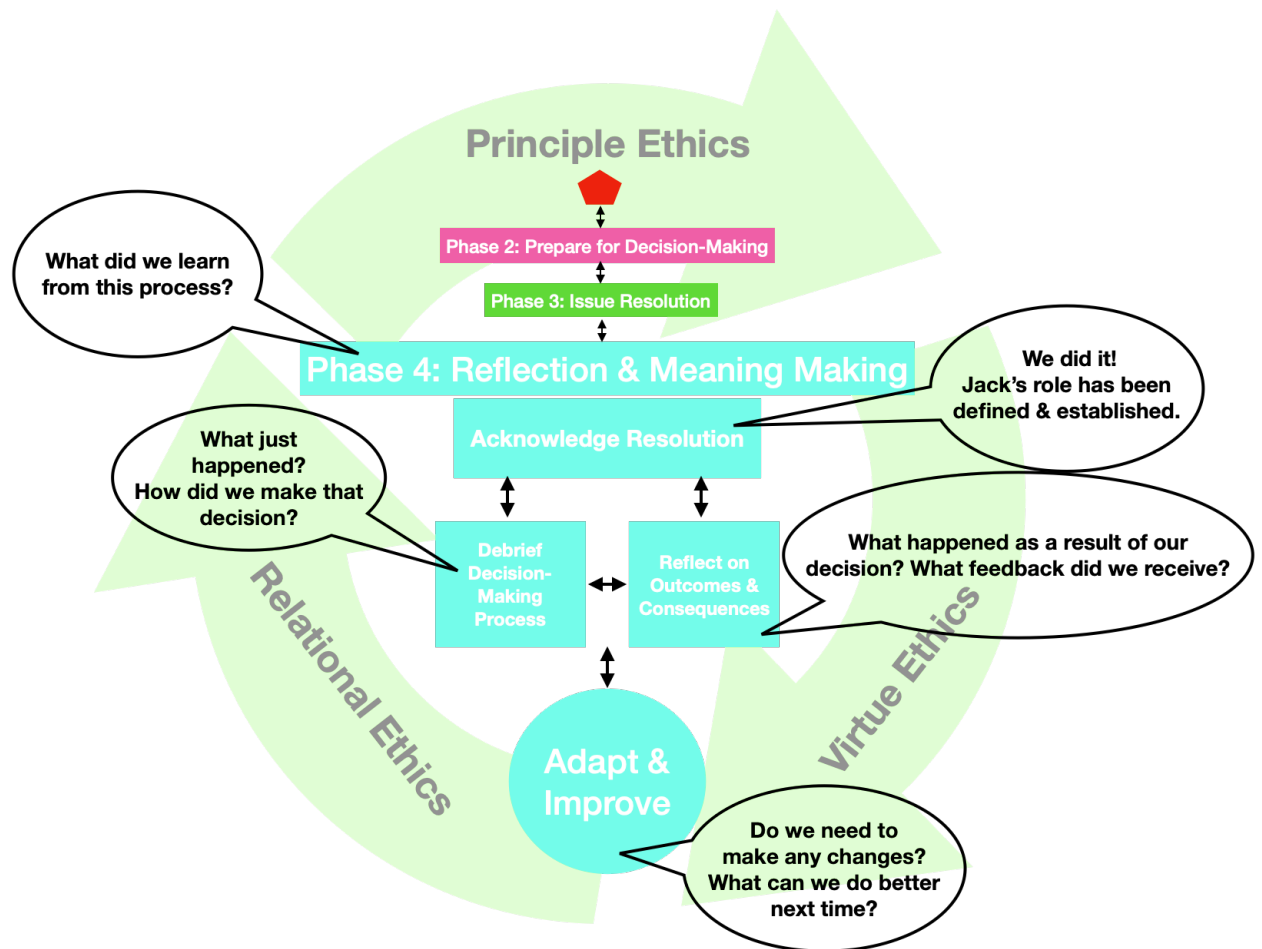 Principle Ethics
Phase 2: Prepare for Decision-Making
What did we learn
from this process?
Phase 3: Issue Resolution
Phase 4: Reflection & Meaning Making
We did it!
Jack’s role has been
defined & established.
Acknowledge Resolution
What just
happened?
How did we make that
decision?
Debrief
Decision-
Making
Process
Reflect on
Outcomes &
Consequences
What happened as a result of our
decision? What feedback did we receive?
Relational Ethics
Virtue Ethics
Adapt &
Improve
Do we need to
make any changes?
What can we do better
next time?